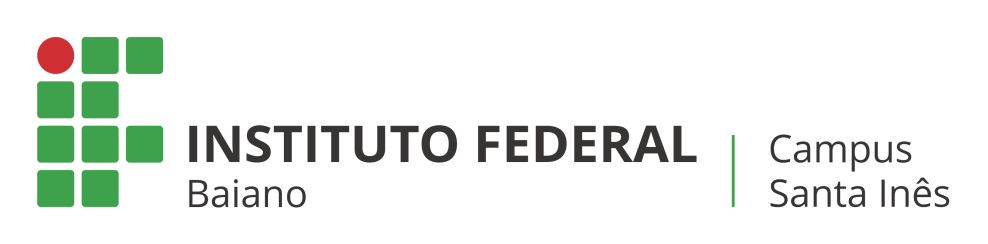 INSTITUTO FEDERAL
Baiano
Campus
Santa Inês